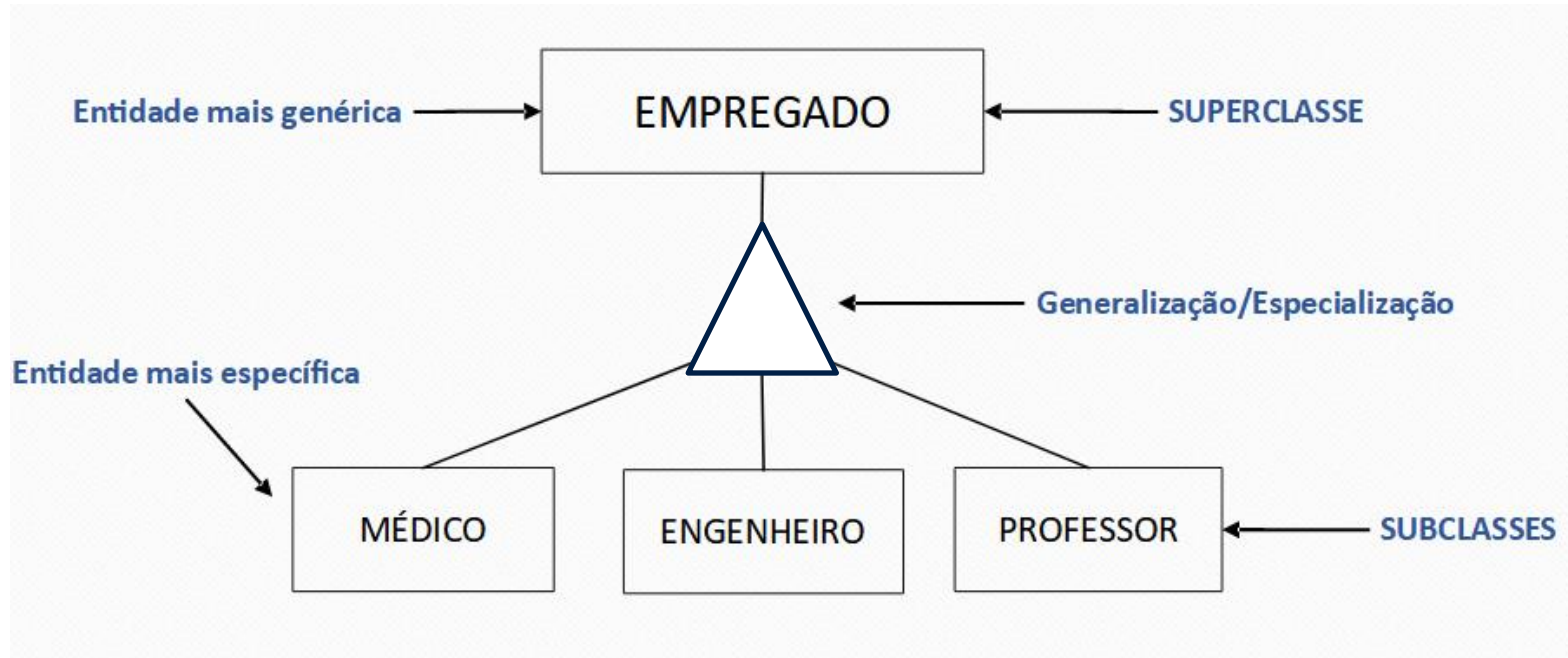 Entidade mais genérica
EMPREGADO
SUPERCLASSE
Generalização/Especialização
Entidade mais específica
MÉDICO
ENGENHEIRO
PROFESSOR
SUBCLASSES